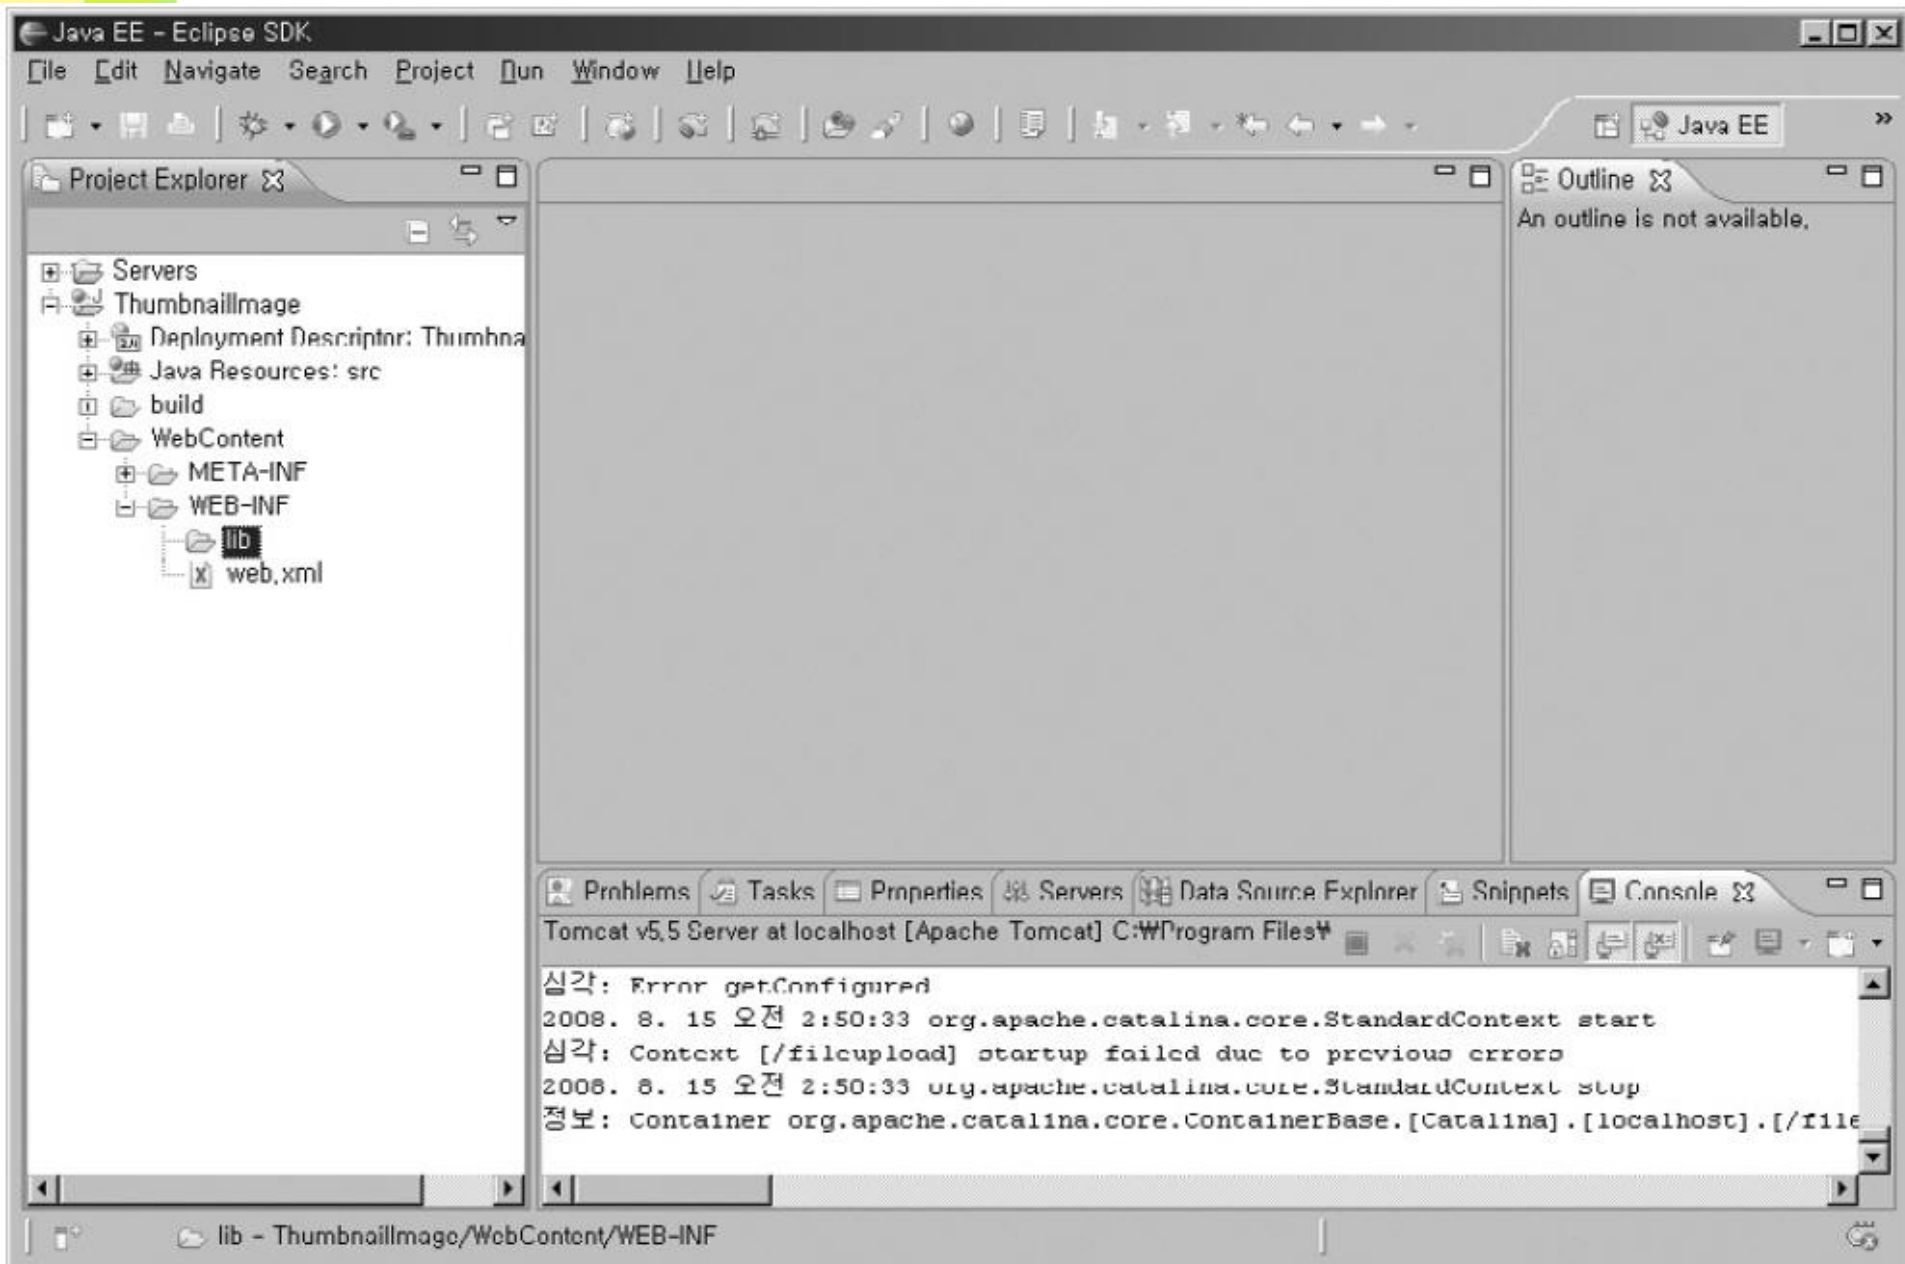 Java EE - Eclipse SDK
File Edit Navigate Search Project Run Window Help
Java EE »
Project Explorer
Outline
An outline is not available.
Servers
ThumbnailImage
Deployment Descriptor: Thumbna
Java Resources: src
build
WebContent
META-INF
WEB-INF
lib
web.xml
Problems Tasks Properties Servers Data Source Explorer Snippets Console
Tomcat v5.5 Server at localhost [Apache Tomcat] C:₩Program Files₩
심각: Error getConfigured
2008. 8. 15 오전 2:50:33 org.apache.catalina.core.StandardContext start
심각: Context [/fileupload] startup failed due to previous errors
2008. 8. 15 오전 2:50:33 org.apache.catalina.core.StandardContext stop
정보: Container org.apache.catalina.core.ContainerBase.[Catalina].[localhost].[/file
lib - ThumbnailImage/WebContent/WEB-INF